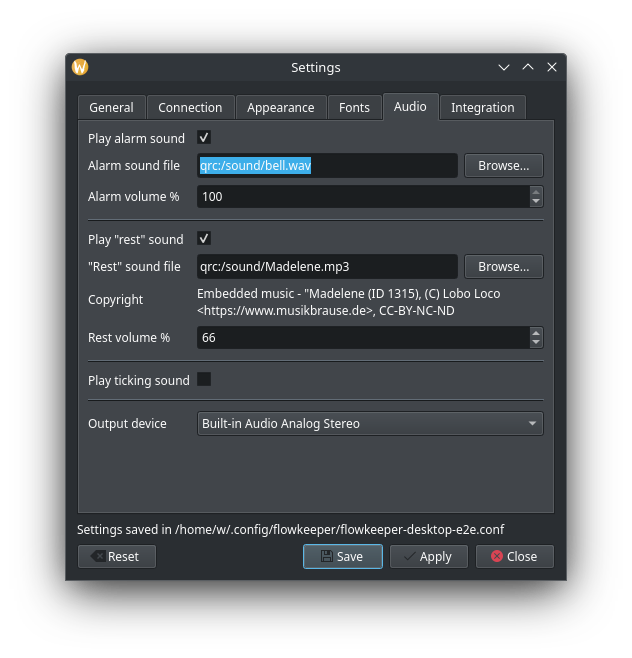 Settings
General Connection Appearance Fonts Audio Integration
Play alarm sound
Alarm sound file qrc:/sound/bell.wav Browse...
Alarm volume % 100
Play "rest" sound
"Rest" sound file qrc:/sound/Madelene.mp3 Browse...
Copyright Embedded music - "Madelene (ID 1315), (C) Lobo Loco
<https://www.musikbrause.de>, CC-BY-NC-ND
Rest volume % 66
Play ticking sound
Output device Built-in Audio Analog Stereo
Settings saved in /home/w/.config/flowkeeper/flowkeeper-desktop-e2e.conf
Reset Save Apply Close